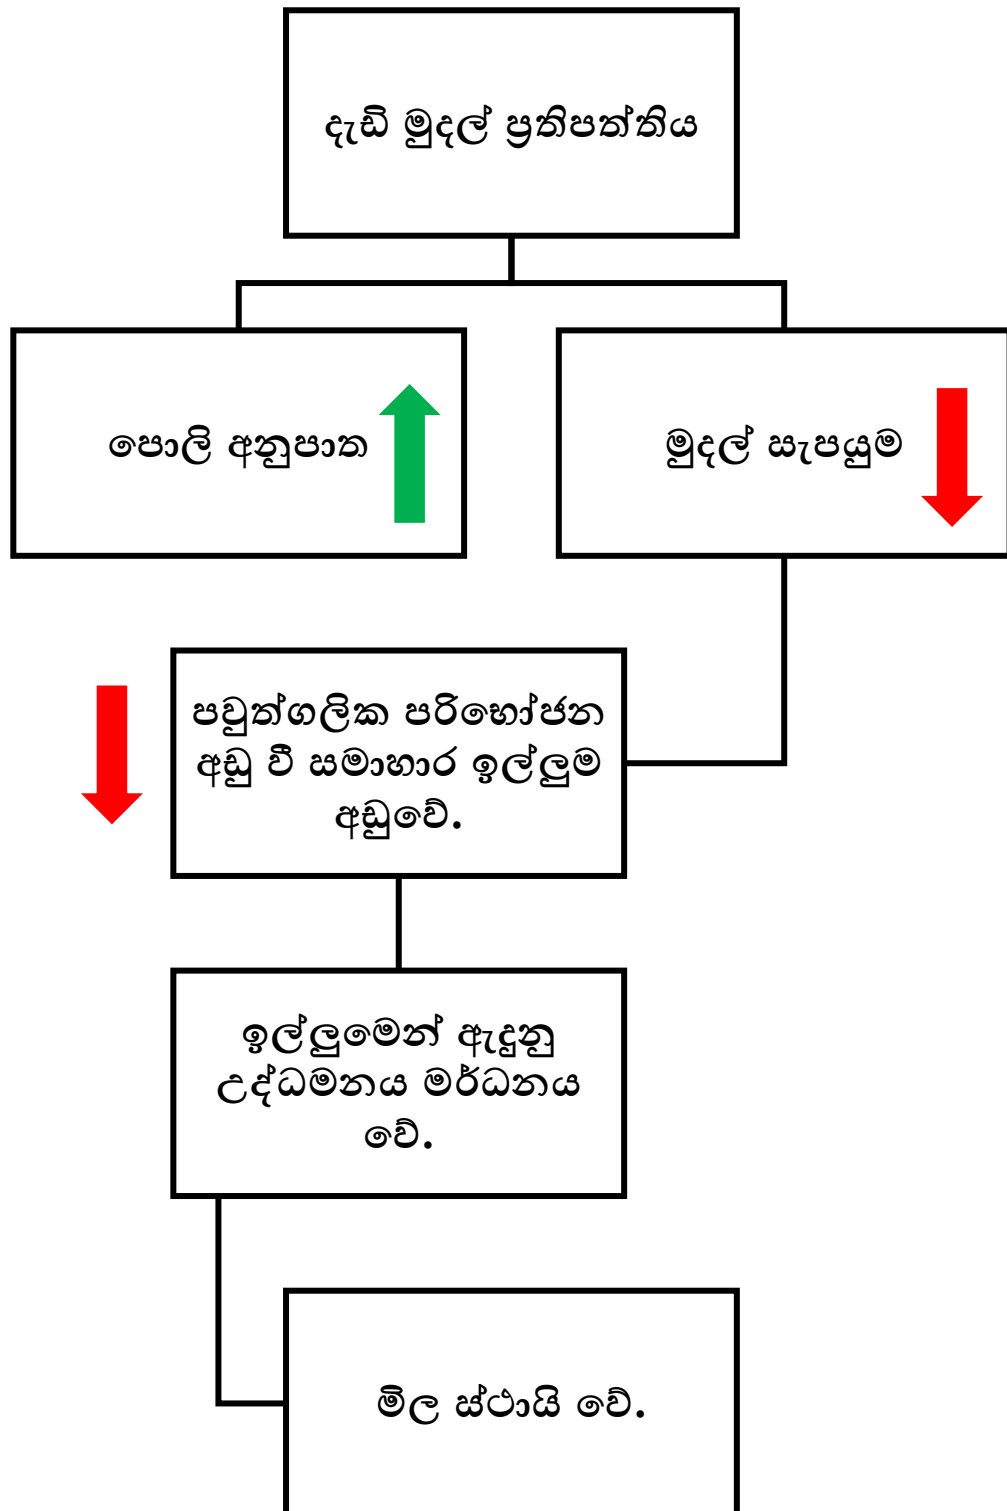 දැඩි මුදල් ප්‍රතිපත්තිය
පොලි අනුපාත
මුදල් සැපයුම
පවුත්ගලික පරිභෝජන
අඩු වී සමාහාර ඉල්ලුම
අඩුවේ.
ඉල්ලුමෙන් ඇදුනු
උද්ධමනය මර්ධනය
වේ.
මිල ස්ථායි වේ.